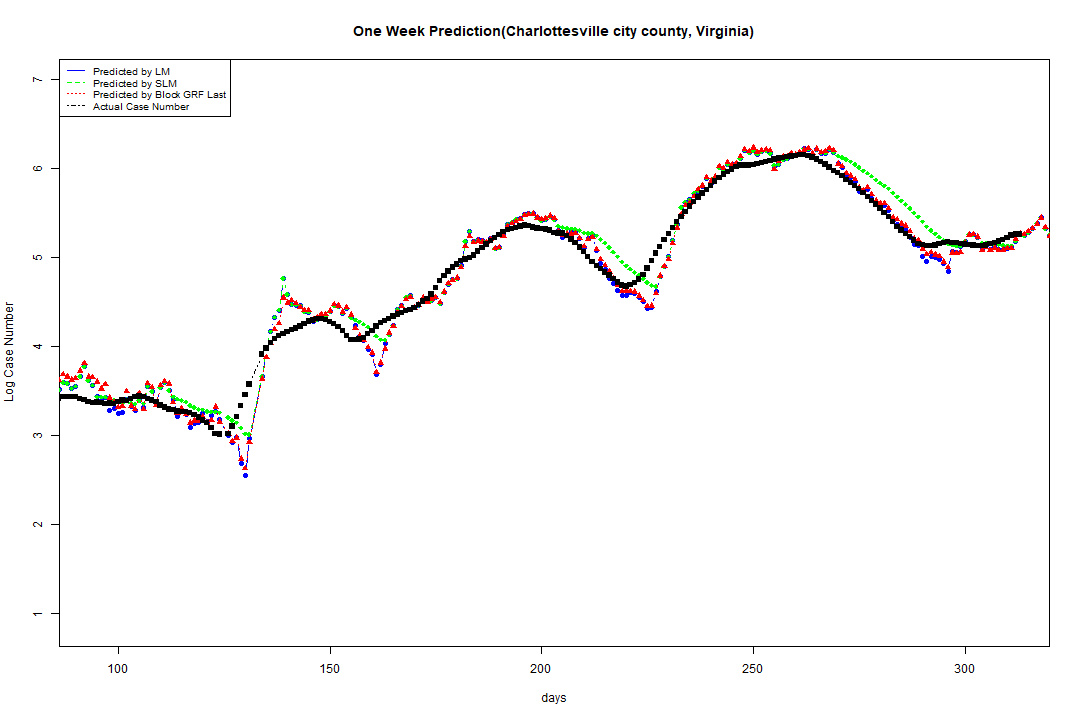 One Week Prediction(Charlottesville city county, Virginia)
Predicted by LM
Predicted by SLM
Predicted by Block GRF Last
Actual Case Number
7
6
5
4
3
2
1
Log Case Number
100 150 200 250 300
days